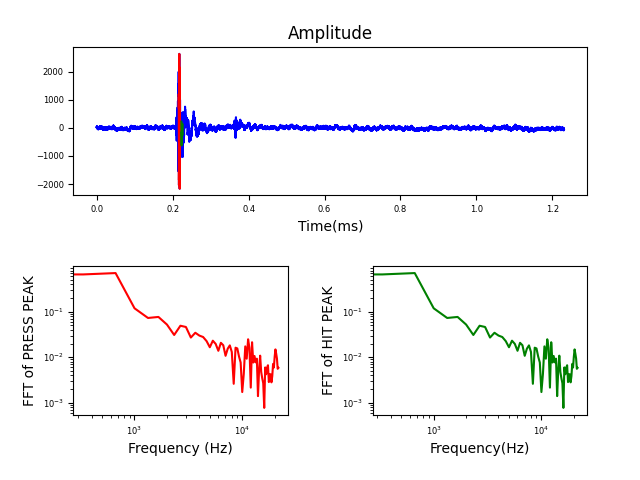 Amplitude
2000
1000
0
−1000
−2000
0.0 0.2 0.4 0.6 0.8 1.0 1.2
Time(ms)
FFT of PRESS PEAK
10⁻¹
10⁻²
10⁻³
10³ 10⁴
Frequency (Hz)
FFT of HIT PEAK
10⁻¹
10⁻²
10⁻³
10³ 10⁴
Frequency(Hz)